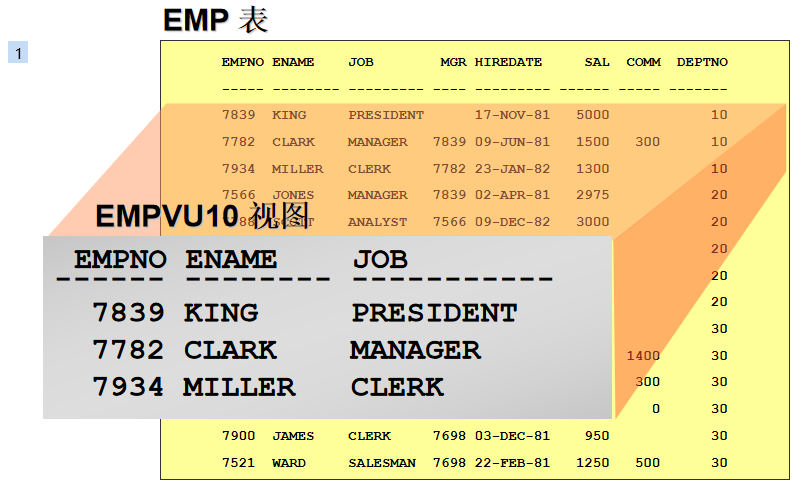 EMP 表
1
EMPNO ENAME JOB MGR HIREDATE SAL COMM DEPTNO
----- -------- --------- ---- --------- ------ ----- -------
7839 KING PRESIDENT 17-NOV-81 5000 10
7782 CLARK MANAGER 7839 09-JUN-81 1500 300 10
7934 MILLER CLERK 7782 23-JAN-82 1300 10
7566 JONES MANAGER 7839 02-APR-81 2975 20
EMPVU10 视图
ANALYST 7566 09-DEC-82 3000 20
20
EMPNO ENAME JOB
------ -------- -----------
20
7839 KING PRESIDENT
20
30
7782 CLARK MANAGER
1400 30
7934 MILLER CLERK
300 30
0 30
7900 JAMES CLERK 7698 03-DEC-81 950 30
7521 WARD SALESMAN 7698 22-FEB-81 1250 500 30